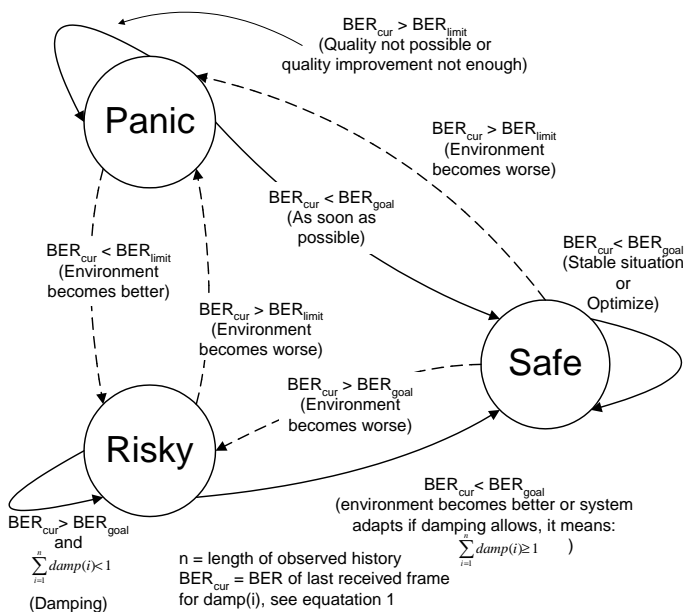 BER_cur > BER_limit
(Quality not possible or
quality improvement not enough)
Panic
BER_cur > BER_limit
(Environment
becomes worse)
BER_cur < BER_goal
(As soon as
possible)
BER_cur < BER_limit
(Environment
becomes better)
BER_cur > BER_limit
(Environment
becomes worse)
BER_cur < BER_goal
(Stable situation
or
Optimize)
Safe
BER_cur > BER_goal
(Environment
becomes worse)
Risky
BER_cur < BER_goal
(environment becomes better or system
adapts if damping allows, it means:
\sum_{i=1}^{n} damp(i) ≥ 1 )
BER_cur > BER_goal
and
\sum_{i=1}^{n} damp(i) < 1
(Damping)
n = length of observed history
BER_cur = BER of last received frame
for damp(i), see equatation 1